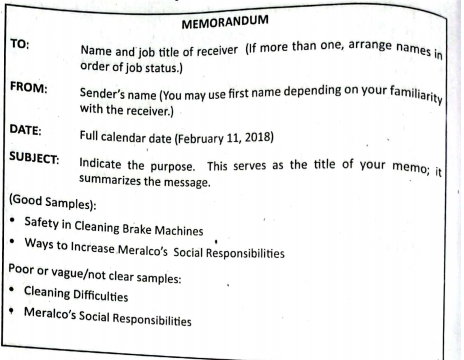 MEMORANDUM
TO: Name and job title of receiver (If more than one, arrange names in
order of job status.)
FROM: Sender's name (You may use first name depending on your familiarity
with the receiver.)
DATE: Full calendar date (February 11, 2018)
SUBJECT: Indicate the purpose. This serves as the title of your memo; it
summarizes the message.
(Good Samples):
• Safety in Cleaning Brake Machines
• Ways to Increase Meralco's Social Responsibilities
Poor or vague/not clear samples:
• Cleaning Difficulties
• Meralco's Social Responsibilities